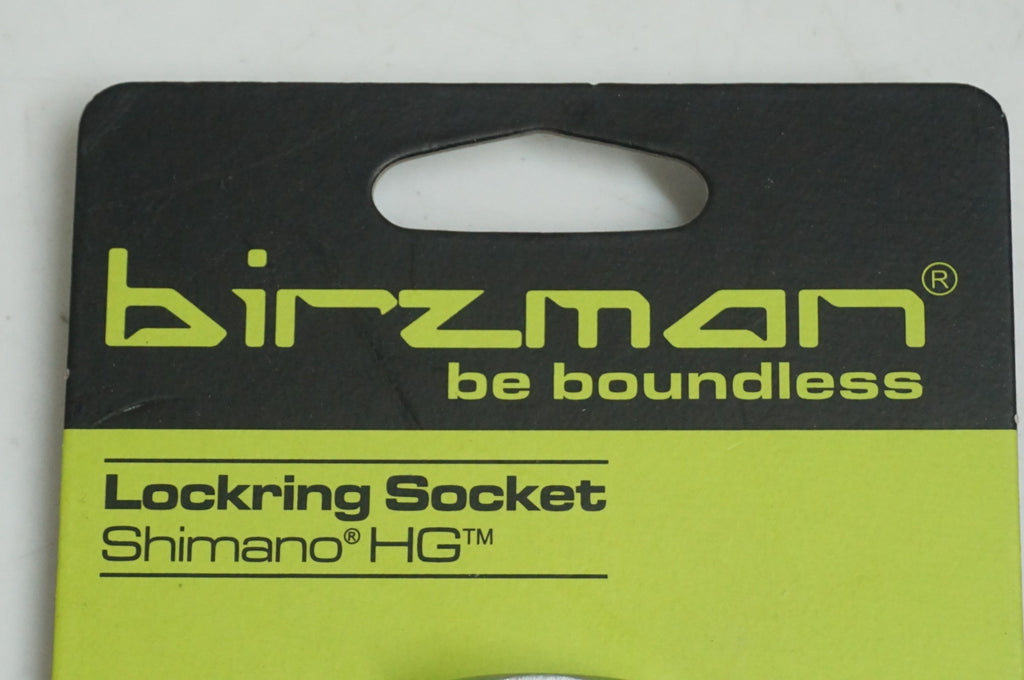 birzman®
be boundless
Lockring Socket
Shimano® HG™